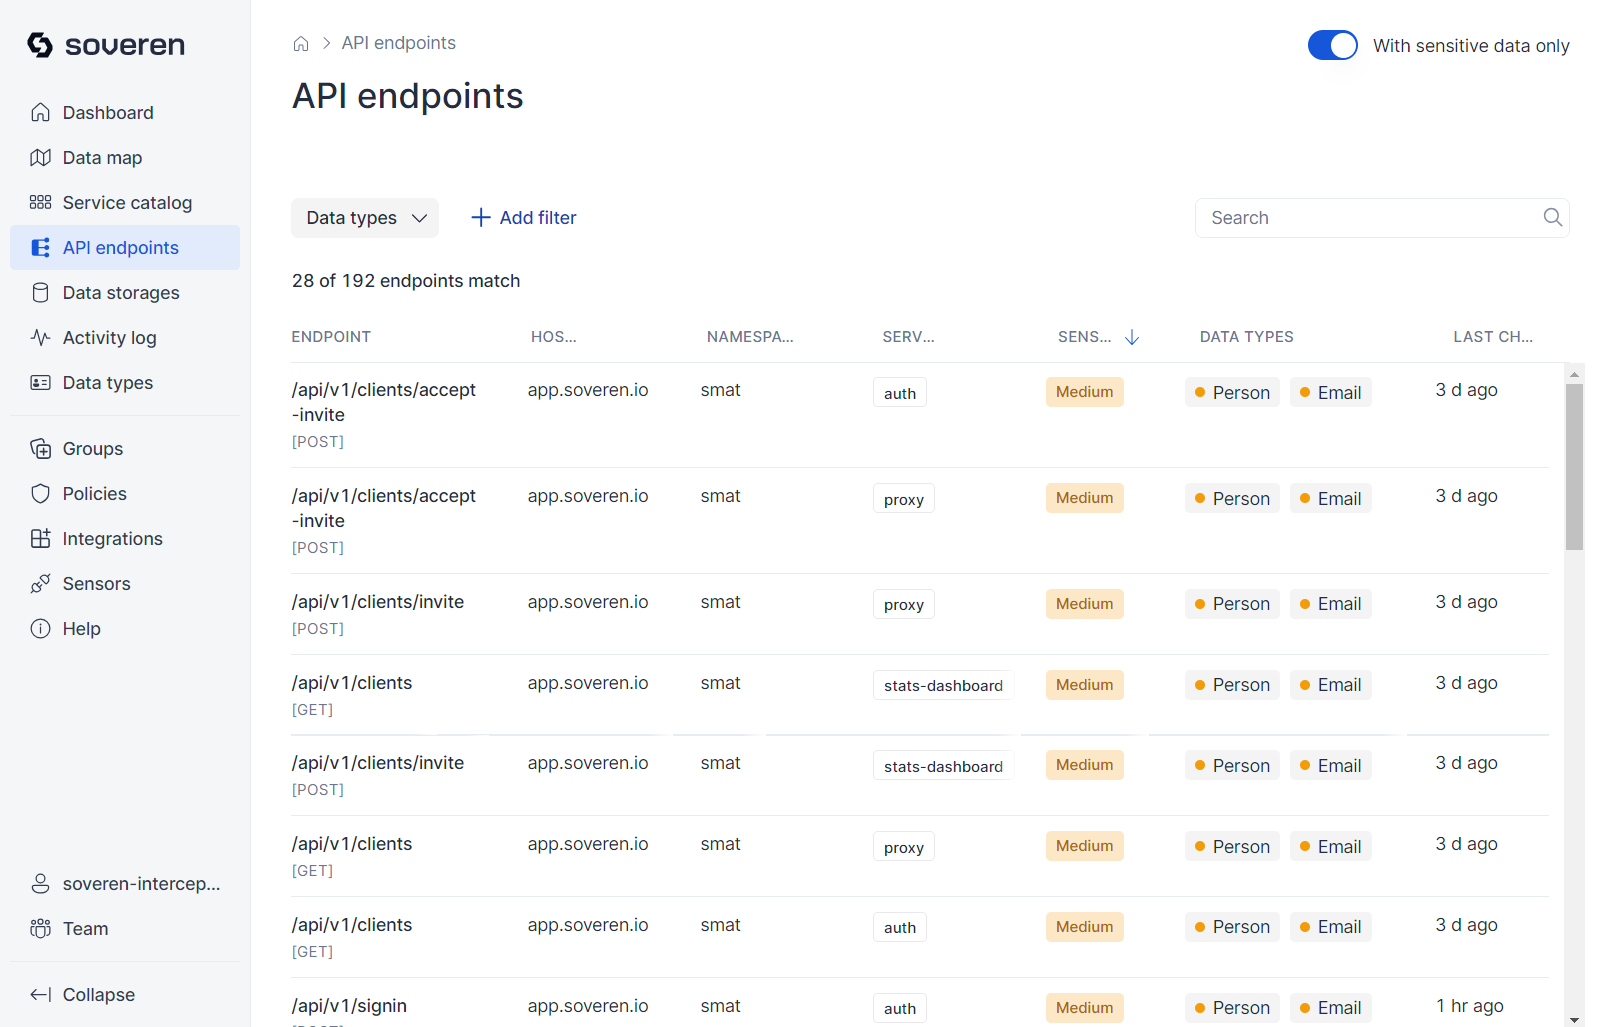 soveren
Dashboard
Data map
Service catalog
API endpoints
Data storages
Activity log
Data types
Groups
Policies
Integrations
Sensors
Help
soveren-intercep...
Team
Collapse
API endpoints
With sensitive data only
API endpoints
Data types
Add filter
Search
28 of 192 endpoints match
ENDPOINT HOS... NAMESPA... SERV... SENS... DATA TYPES LAST CH...
/api/v1/clients/accept app.soveren.io smat auth Medium Person Email 3 d ago
-invite
[POST]
/api/v1/clients/accept app.soveren.io smat proxy Medium Person Email 3 d ago
-invite
[POST]
/api/v1/clients/invite app.soveren.io smat proxy Medium Person Email 3 d ago
[POST]
/api/v1/clients app.soveren.io smat stats-dashboard Medium Person Email 3 d ago
[GET]
/api/v1/clients/invite app.soveren.io smat stats-dashboard Medium Person Email 3 d ago
[POST]
/api/v1/clients app.soveren.io smat proxy Medium Person Email 3 d ago
[GET]
/api/v1/clients app.soveren.io smat auth Medium Person Email 3 d ago
[GET]
/api/v1/signin app.soveren.io smat auth Medium Person Email 1 hr ago